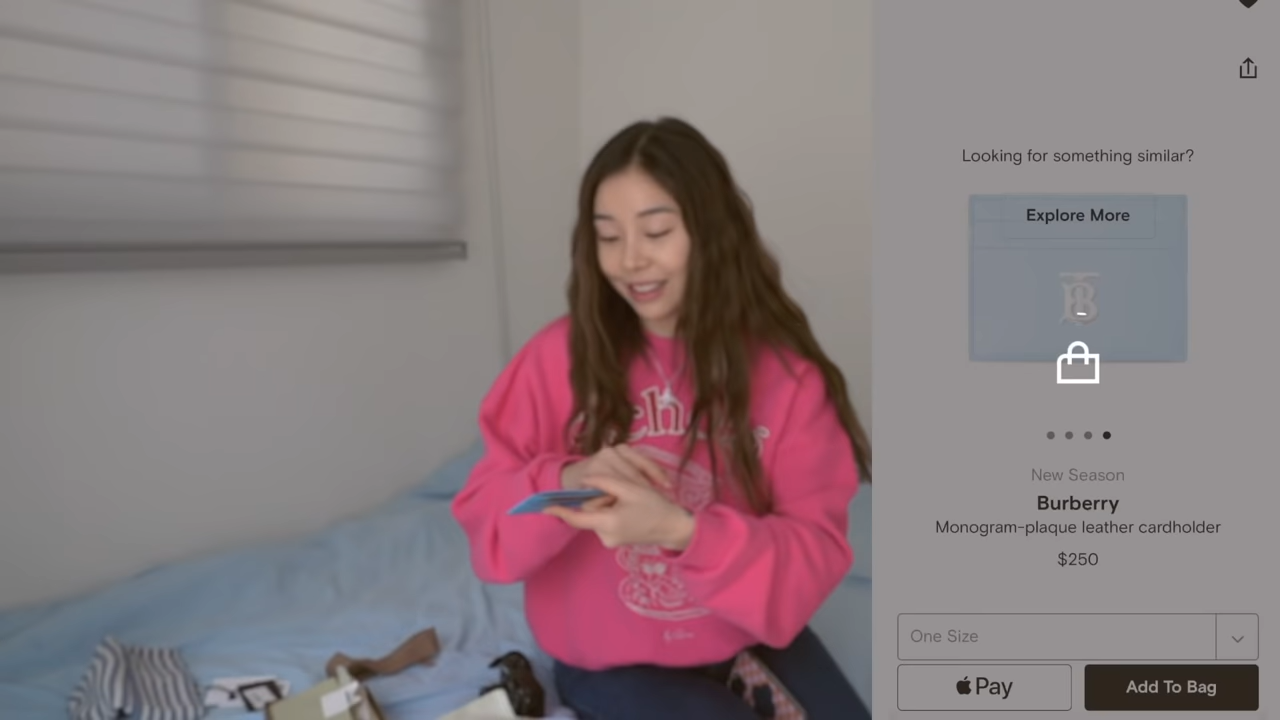 Looking for something similar?
Explore More
TB
New Season
Burberry
Monogram-plaque leather cardholder
$250
One Size
Pay
Add To Bag